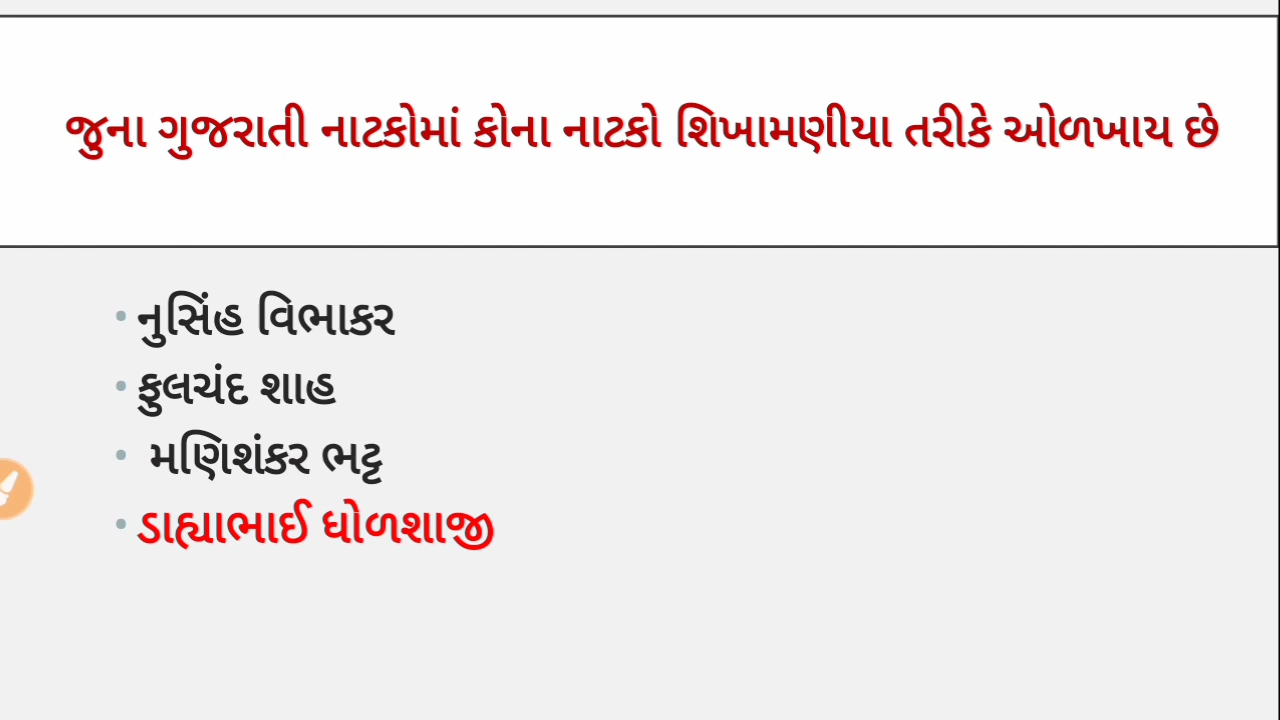 જુના ગુજરાતી નાટકોમાં કોના નાટકો શિખામણીયા તરીકે ઓળખાય છે
• નુસિંહ વિભાકર
• ફુલચંદ શાહ
• મણિશંકર ભટ્ટ
• ડાહ્યાભાઈ ધોળશાજી